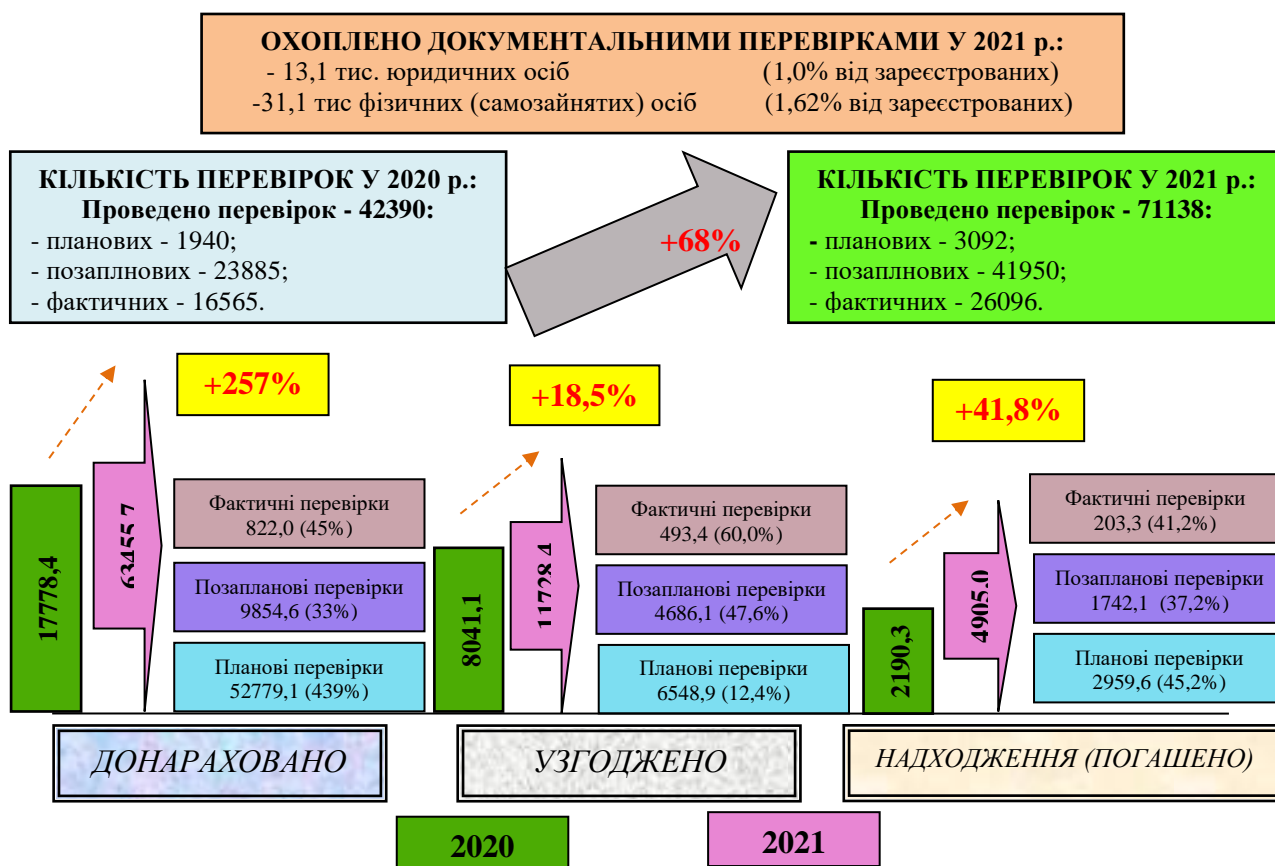 ОХОПЛЕНО ДОКУМЕНТАЛЬНИМИ ПЕРЕВІРКАМИ У 2021 р.:
- 13,1 тис. юридичних осіб (1,0% від зареєстрованих)
-31,1 тис фізичних (самозайнятих) осіб (1,62% від зареєстрованих)
КІЛЬКІСТЬ ПЕРЕВІРОК У 2020 р.:
Проведено перевірок - 42390:
- планових - 1940;
- позаплнових - 23885;
- фактичних - 16565.
+68%
КІЛЬКІСТЬ ПЕРЕВІРОК У 2021 р.:
Проведено перевірок - 71138:
- планових - 3092;
- позаплнових - 41950;
- фактичних - 26096.
+257%
17778,4
63455,7
Фактичні перевірки
822,0 (45%)
Позапланові перевірки
9854,6 (33%)
Планові перевірки
52779,1 (439%)
+18,5%
8041,1
11728,4
Фактичні перевірки
493,4 (60,0%)
Позапланові перевірки
4686,1 (47,6%)
Планові перевірки
6548,9 (12,4%)
+41,8%
2190,3
4905,0
Фактичні перевірки
203,3 (41,2%)
Позапланові перевірки
1742,1 (37,2%)
Планові перевірки
2959,6 (45,2%)
ДОНАРАХОВАНО
УЗГОДЖЕНО
НАДХОДЖЕННЯ (ПОГАШЕНО)
2020
2021